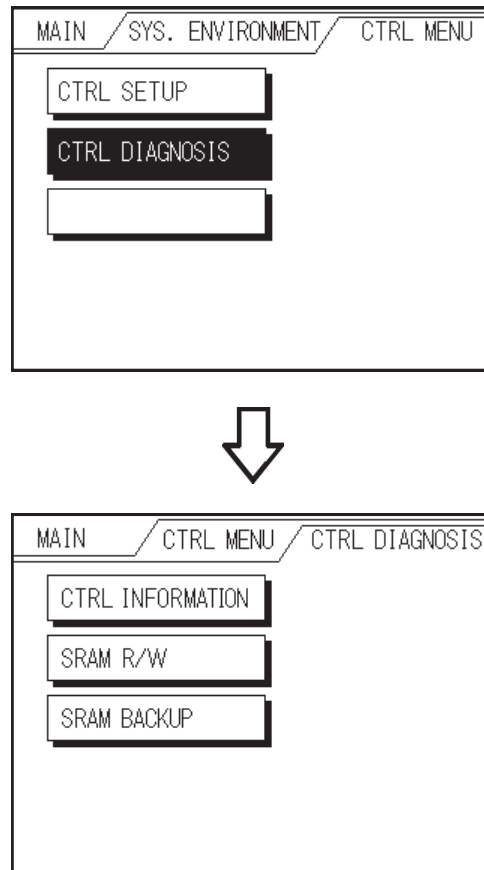 MAIN SYS. ENVIRONMENT CTRL MENU
CTRL SETUP
CTRL DIAGNOSIS
MAIN CTRL MENU CTRL DIAGNOSIS
CTRL INFORMATION
SRAM R/W
SRAM BACKUP